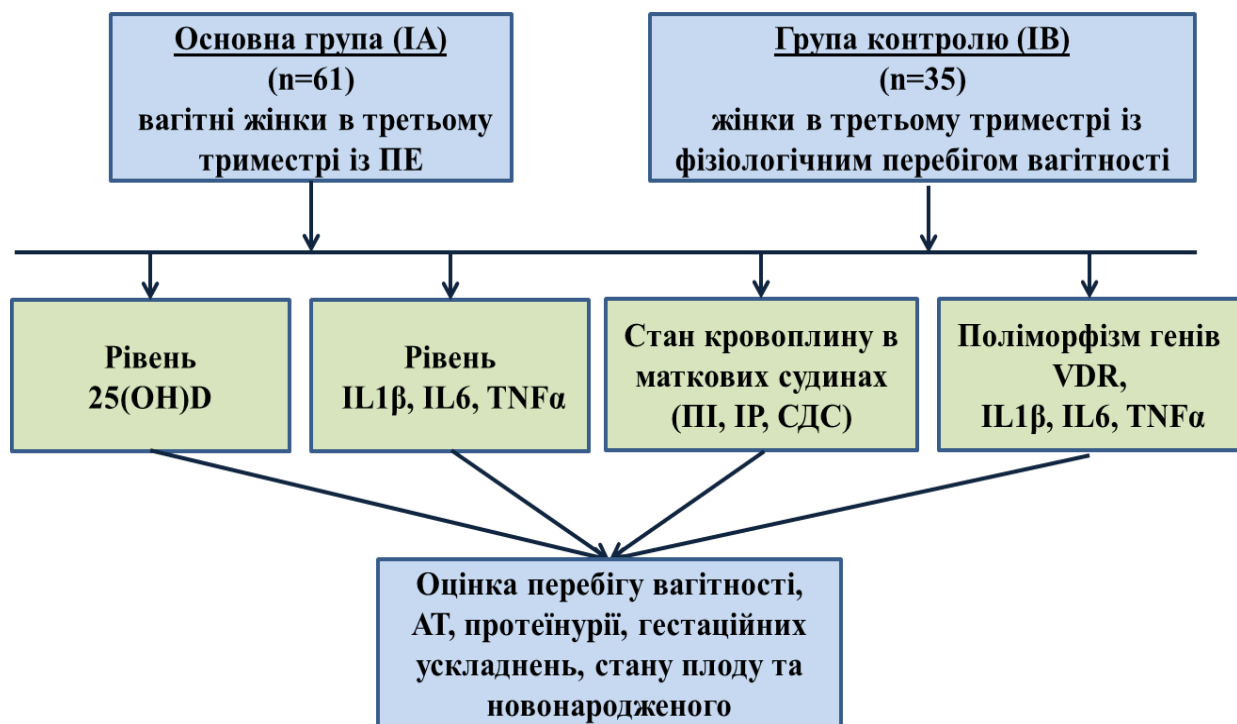 Основна група (ІА)
(n=61)
вагітні жінки в третьому
триместрі із ПЕ
Група контролю (ІВ)
(n=35)
жінки в третьому триместрі із
фізіологічним перебігом вагітності
Рівень
25(ОН)D
Рівень
IL1β, IL6, TNFα
Стан кровоплину в
маткових судинах
(ПІ, ІР, СДС)
Поліморфізм генів
VDR,
IL1β, IL6, TNFα
Оцінка перебігу вагітності,
АТ, протеїнурії, гестаційних
ускладнень, стану плоду та
новонародженого